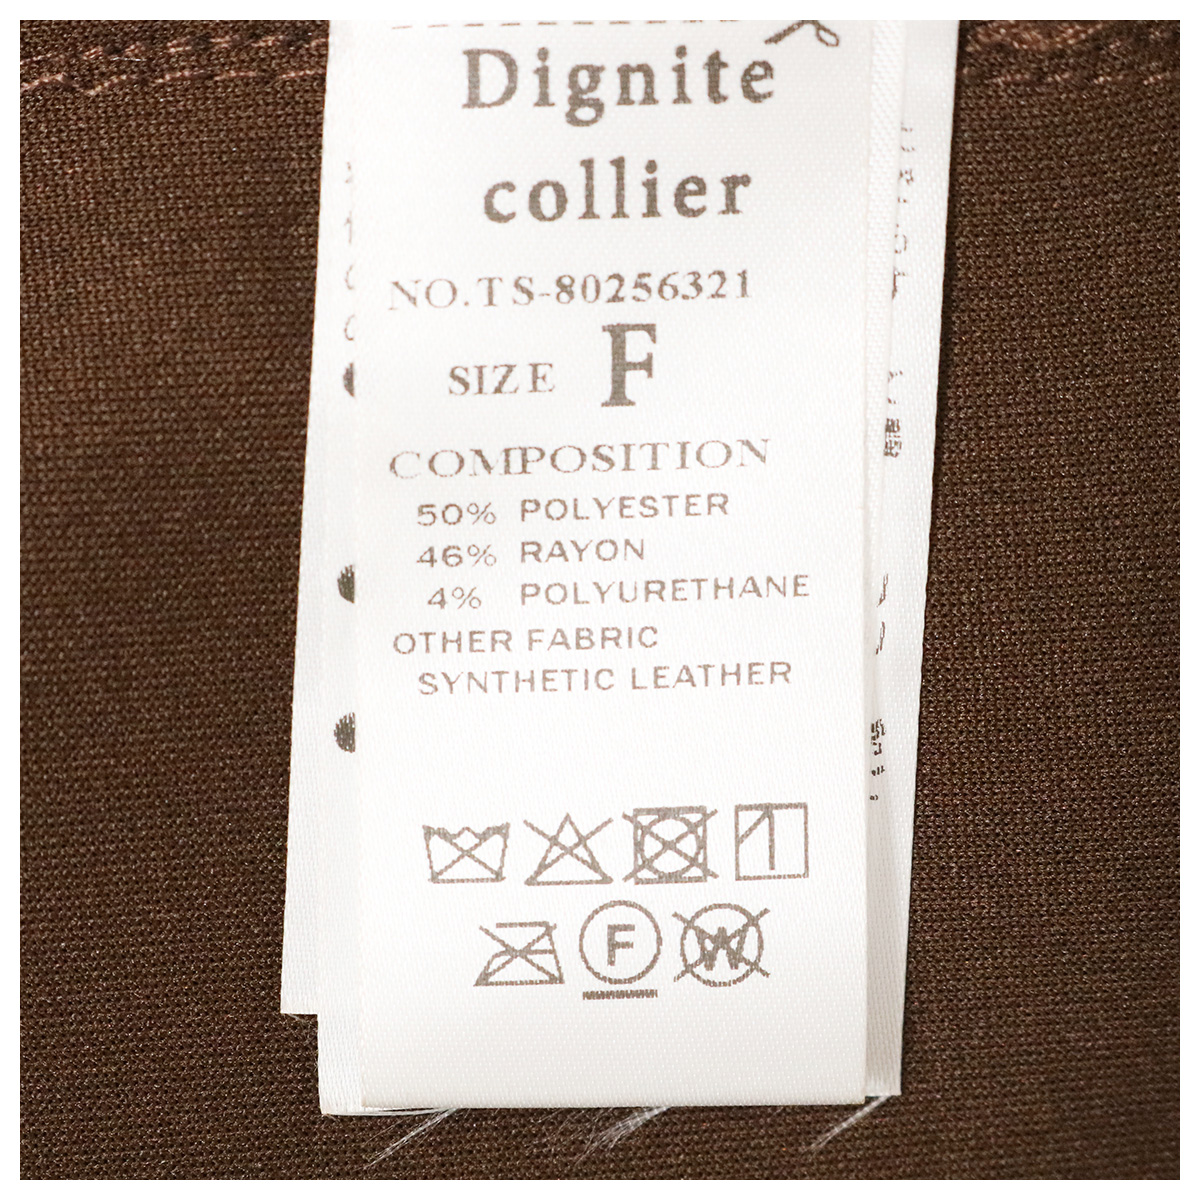 Dignite
collier
NO.TS-80256321
SIZE F
COMPOSITION
50% POLYESTER
46% RAYON
4% POLYURETHANE
OTHER FABRIC
SYNTHETIC LEATHER
F W